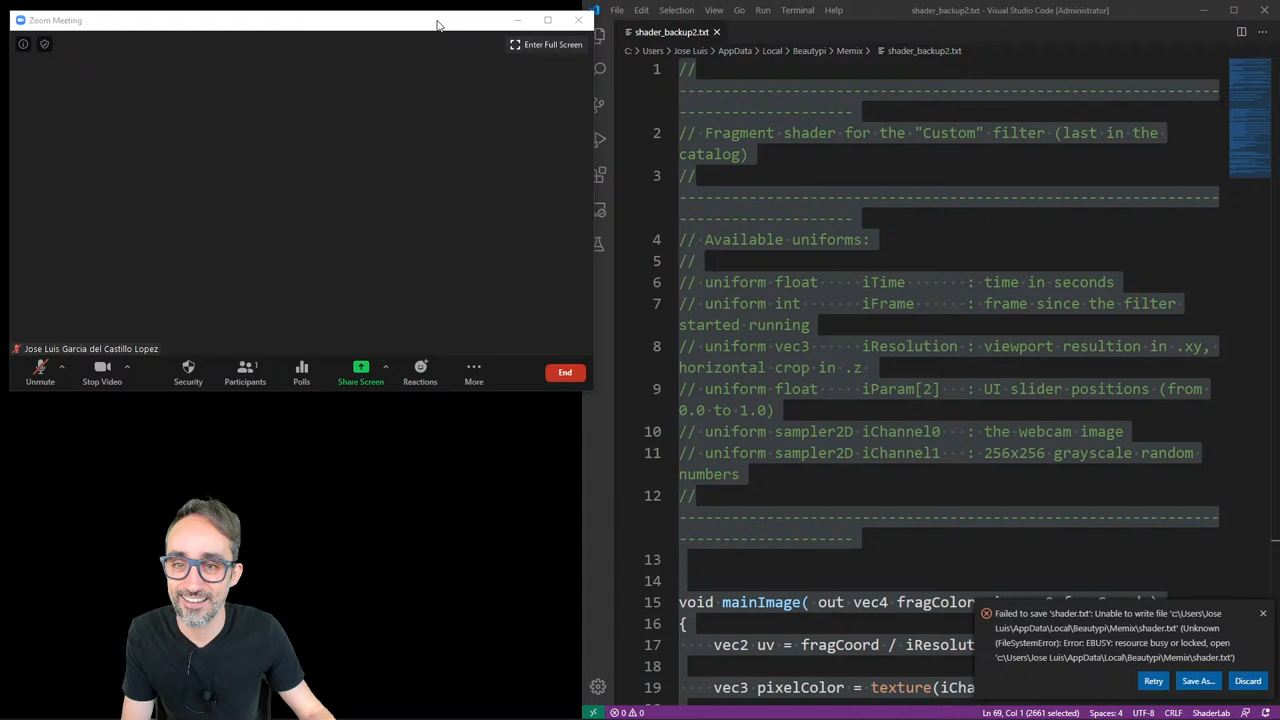 Zoom Meeting
Enter Full Screen
Jose Luis Garcia del Castillo Lopez
Unmute
Stop Video
Security
Participants
1
Polls
Share Screen
Reactions
More
End
File Edit Selection View Go Run Terminal Help
shader_backup2.txt - Visual Studio Code [Administrator]
shader_backup2.txt
C: > Users > Jose Luis > AppData > Local > Beautypi > Memix > shader_backup2.txt
1 //
--------------------------------------------------------------
--------------------
2 // Fragment shader for the "Custom" filter (last in the
catalog)
3 //
--------------------------------------------------------------
--------------------
4 // Available uniforms:
5 //
6 // uniform float iTime : time in seconds
7 // uniform int iFrame : frame since the filter
started running
8 // uniform vec3 iResolution : viewport resultion in .xy,
horizontal crop in .z
9 // uniform float iParam[2] : UI slider positions (from
0.0 to 1.0)
10 // uniform sampler2D iChannel0 : the webcam image
11 // uniform sampler2D iChannel1 : 256x256 grayscale random
numbers
12 //
--------------------------------------------------------------
--------------------
13
14
15 void mainImage( out vec4 fragColor,
16 {
17 vec2 uv = fragCoord / iResolut
18
19 vec3 pixelColor = texture(iCha
Failed to save 'shader.txt': Unable to write file 'c:\Users\Jose
Luis\AppData\Local\Beautypi\Memix\shader.txt' (Unknown
(FileSystemError): Error: EBUSY: resource busy or locked, open
'c:\Users\Jose Luis\AppData\Local\Beautypi\Memix\shader.txt')
Retry
Save As...
Discard
0 0
Ln 69, Col 1 (2661 selected)
Spaces: 4
UTF-8
CRLF
ShaderLab